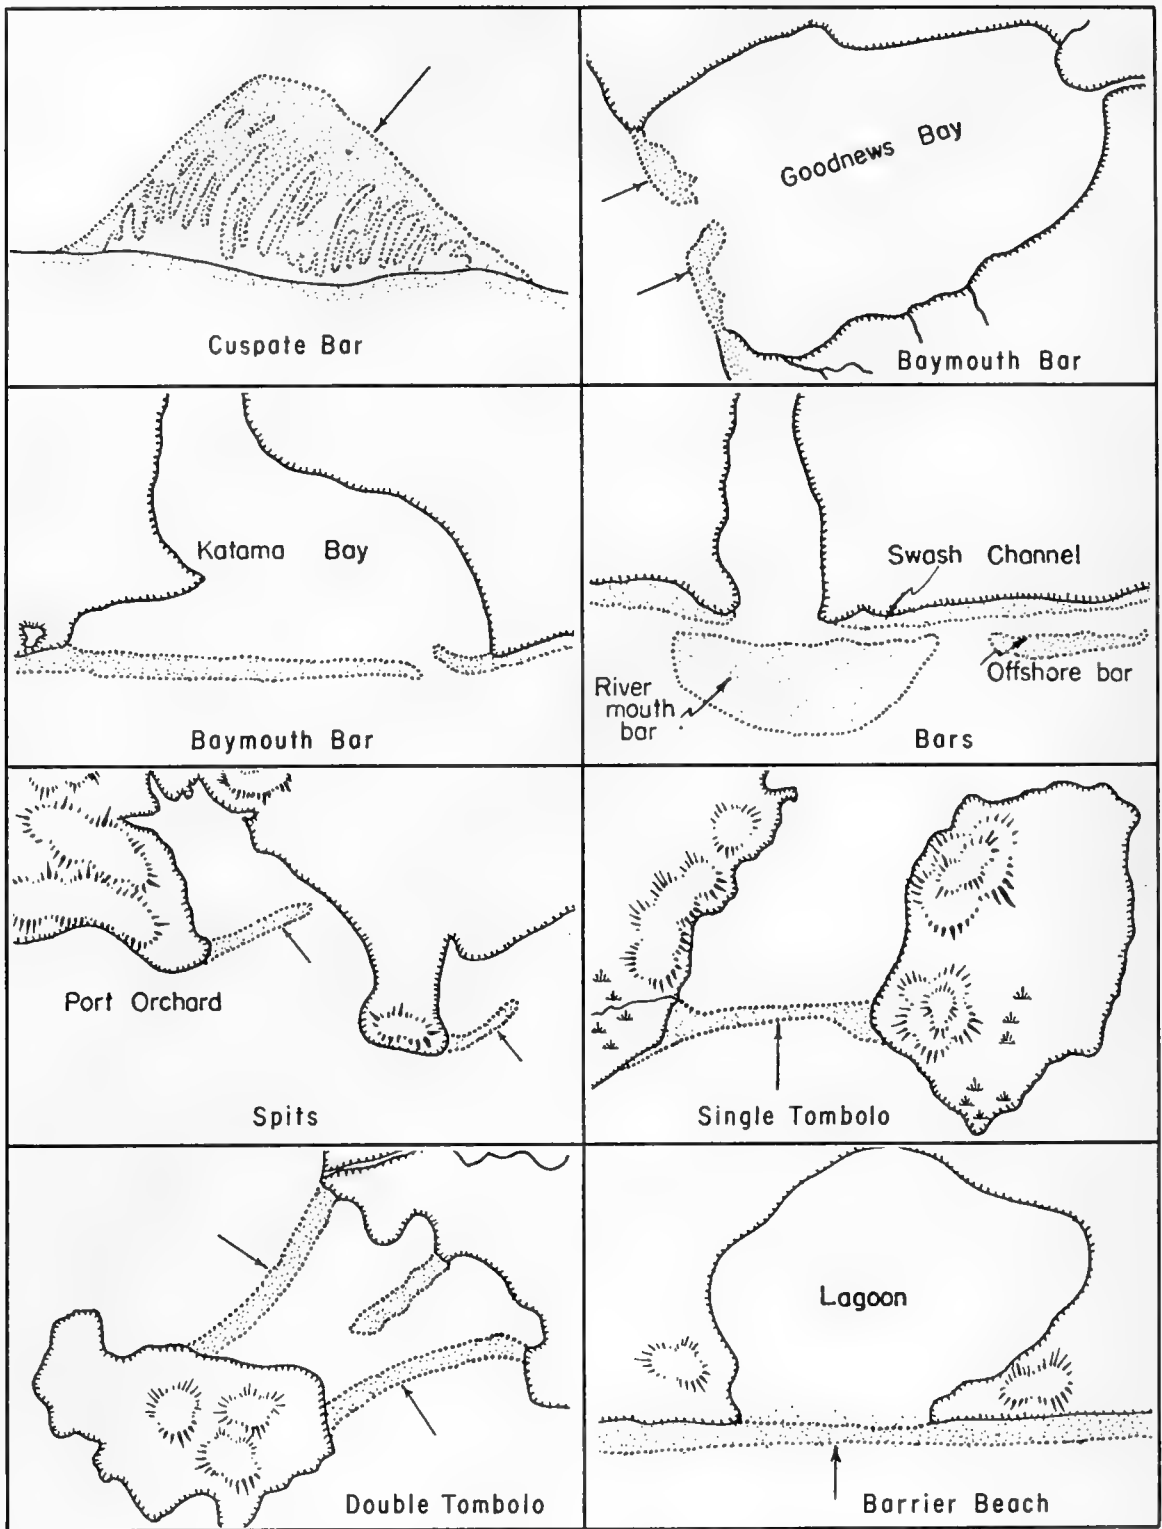 Cuspate Bar
Goodnews Bay
Baymouth Bar
Katama Bay
Baymouth Bar
Swash Channel
Offshore bar
River
mouth
bar
Bars
Port Orchard
Spits
Single Tombolo
Double Tombolo
Lagoon
Barrier Beach